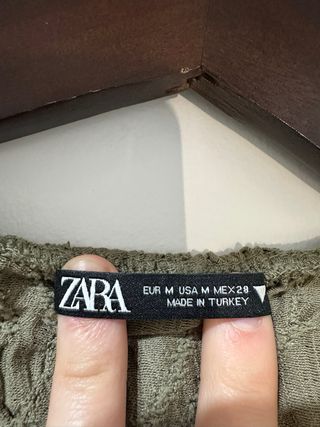 ZARA
EUR M USA M MEX 28
MADE IN TURKEY